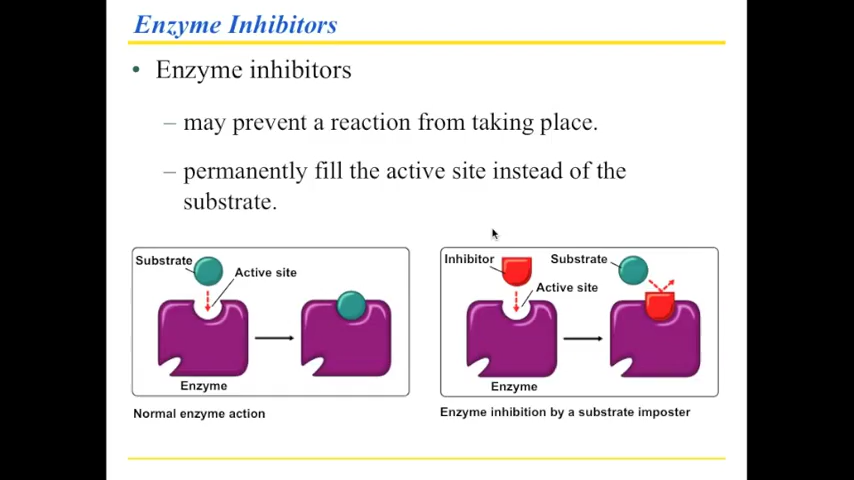 Enzyme Inhibitors
• Enzyme inhibitors
– may prevent a reaction from taking place.
– permanently fill the active site instead of the
substrate.
Substrate
Active site
Enzyme
Normal enzyme action
Inhibitor
Substrate
Active site
Enzyme
Enzyme inhibition by a substrate imposter